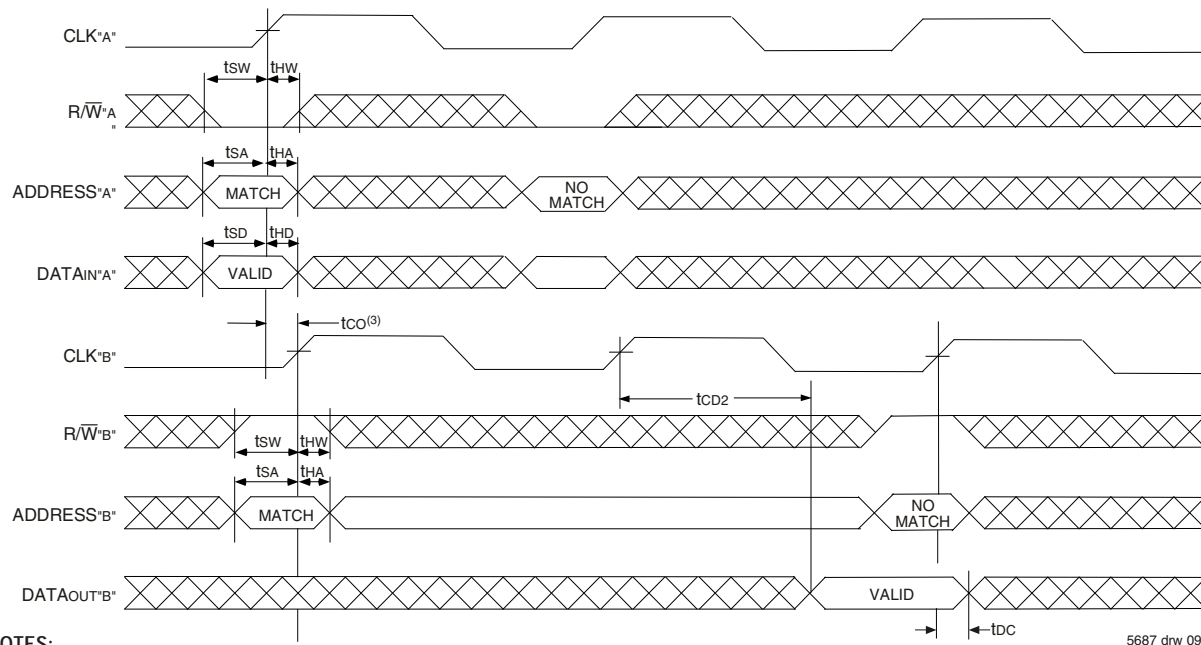 CLK"A"
tSW tHW
R/W̅"A
"
tSA tHA
ADDRESS"A" MATCH NO
MATCH
tSD tHD
DATAIN"A" VALID
tCO(3)
CLK"B"
tCD2
R/W̅"B"
tSW tHW
tSA tHA
ADDRESS"B" MATCH NO
MATCH
DATAOUT"B" VALID
tDC
OTES:
5687 drw 09